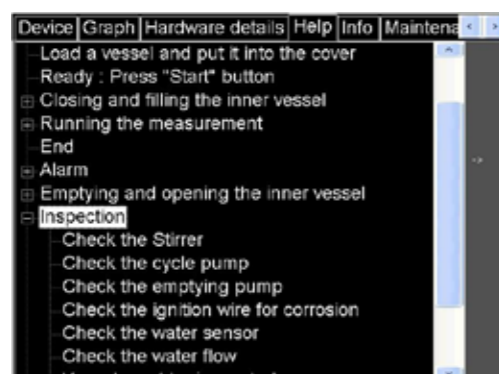 Device Graph Hardware details Help Info Maintena
Load a vessel and put it into the cover
Ready : Press "Start" button
Closing and filling the inner vessel
Running the measurement
End
Alarm
Emptying and opening the inner vessel
Inspection
Check the Stirrer
Check the cycle pump
Check the emptying pump
Check the ignition wire for corrosion
Check the water sensor
Check the water flow